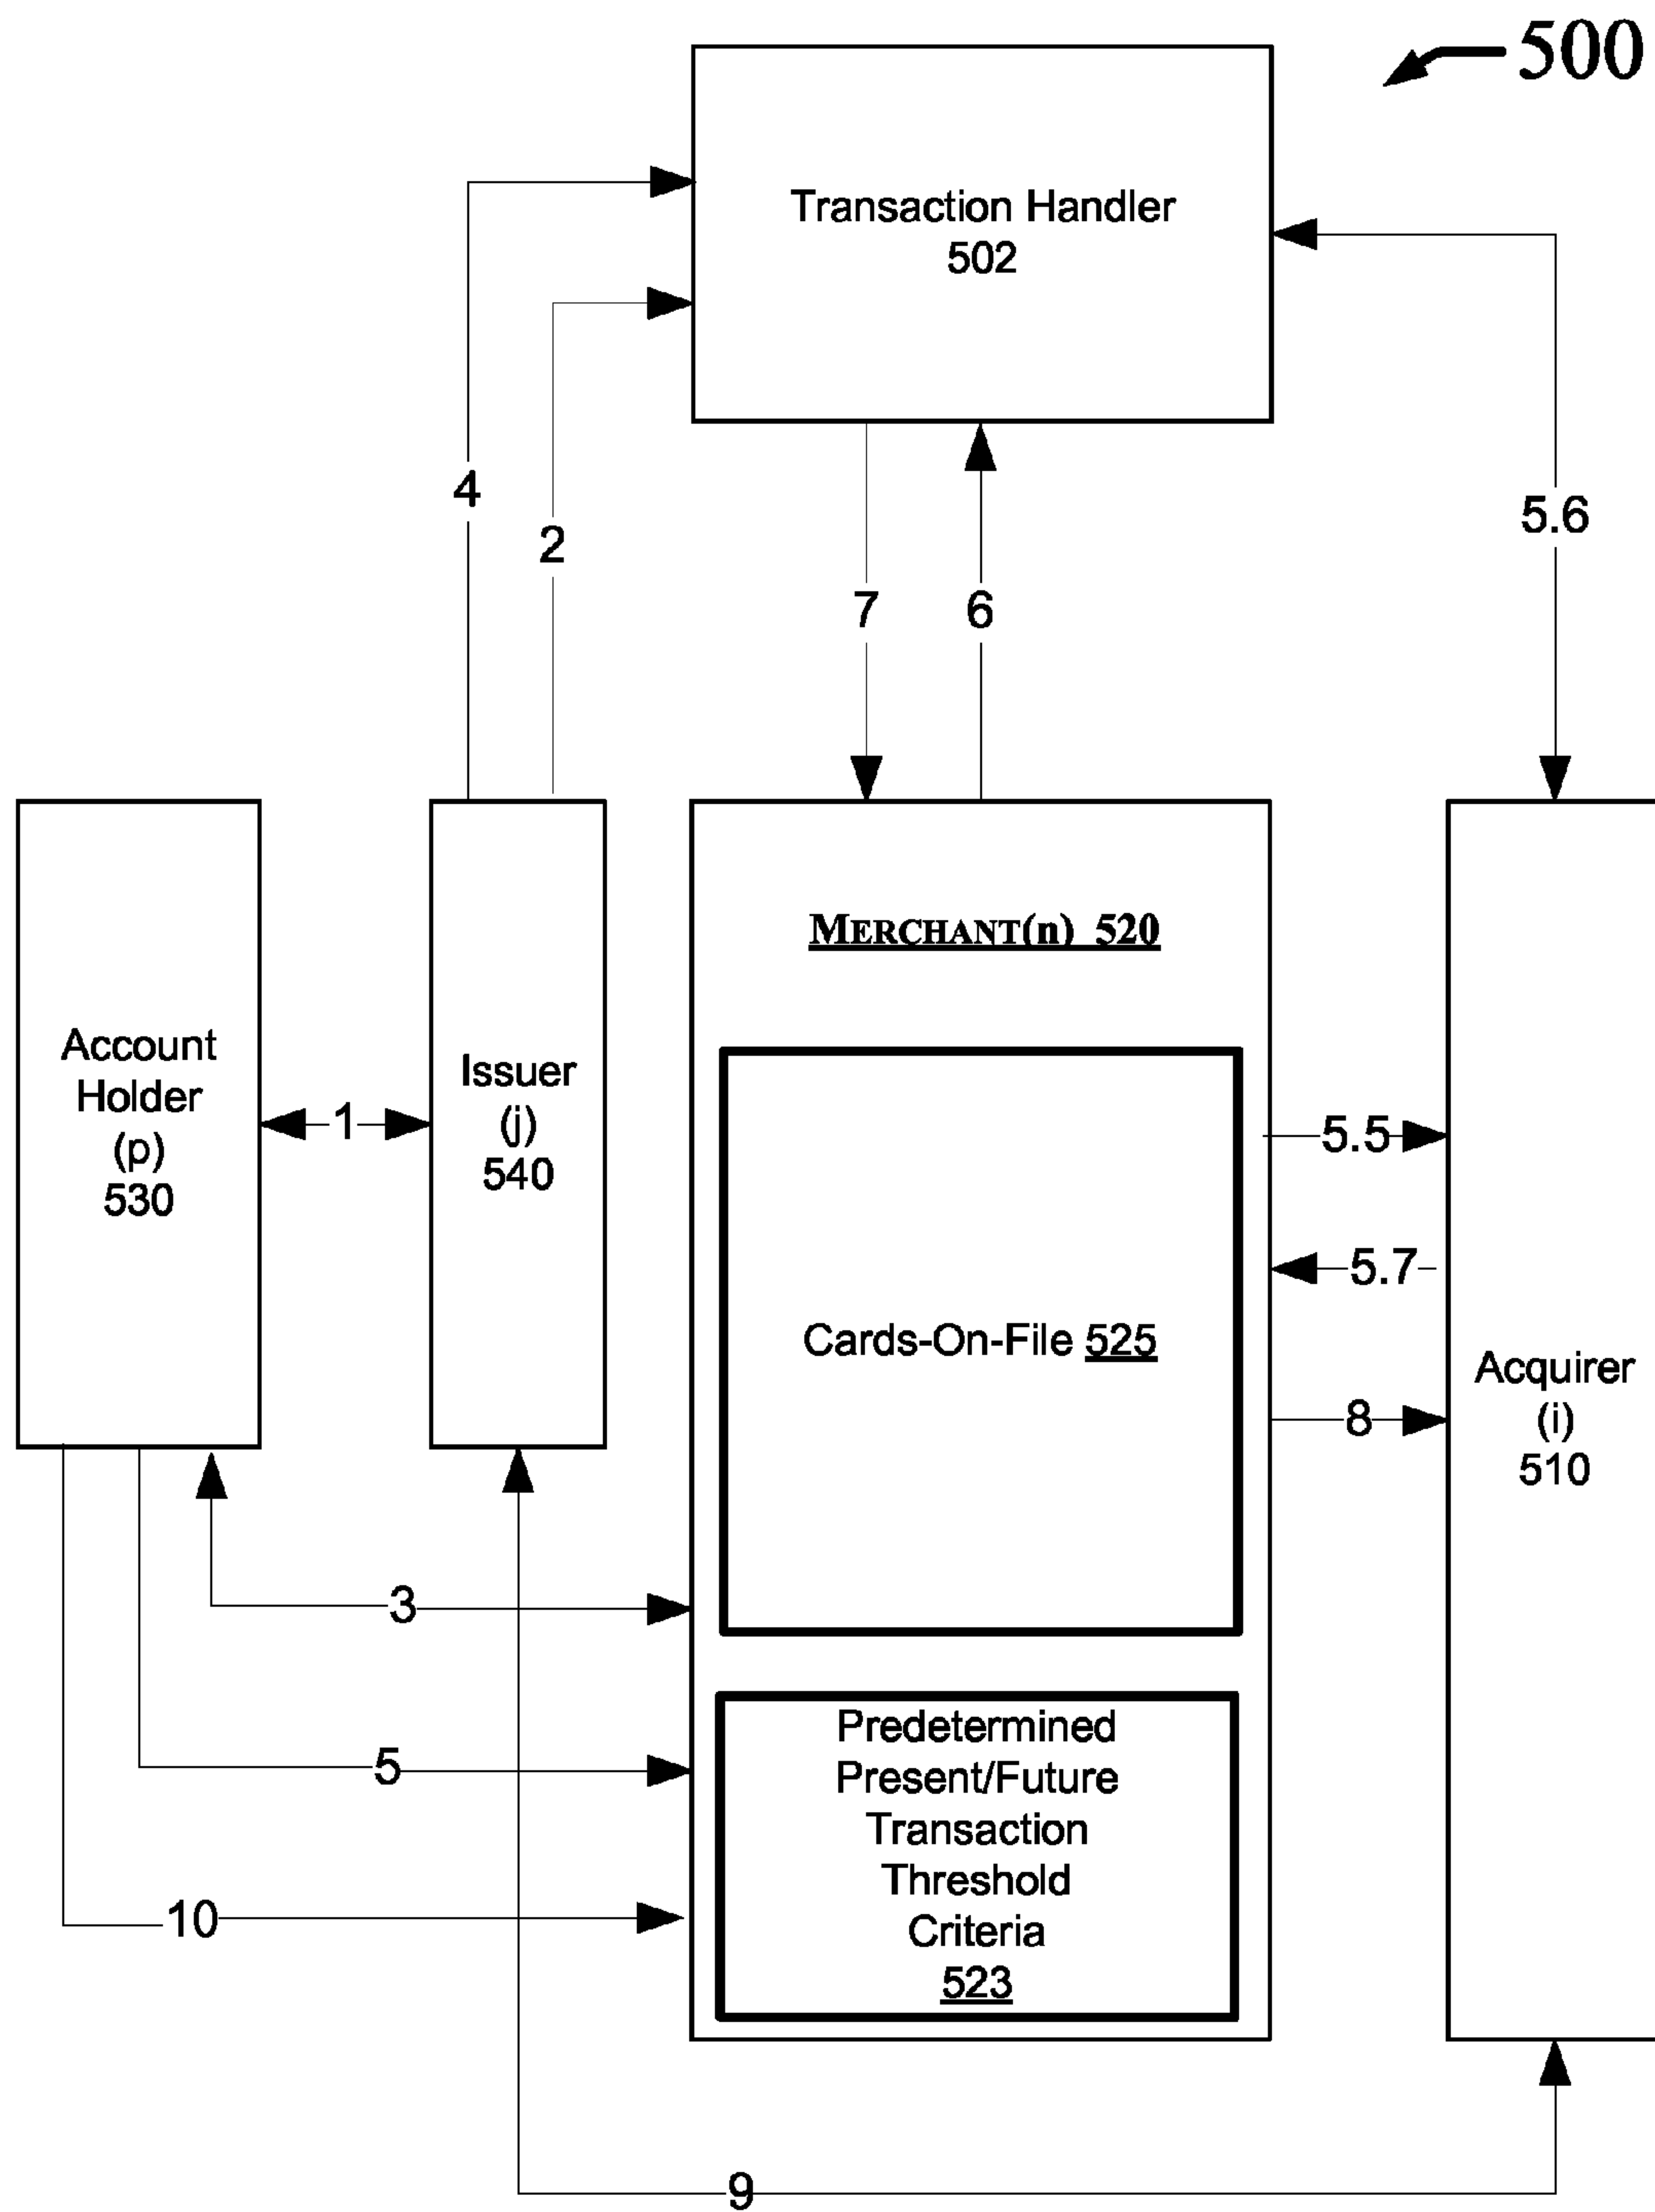 500
Transaction Handler
502
4
2
5.6
7
6
MERCHANT(n) 520
Account
Holder
(p)
530
Issuer
(j)
540
1
5.5
5.7
Cards-On-File 525
8
Acquirer
(i)
510
3
5
10
Predetermined
Present/Future
Transaction
Threshold
Criteria
523
9